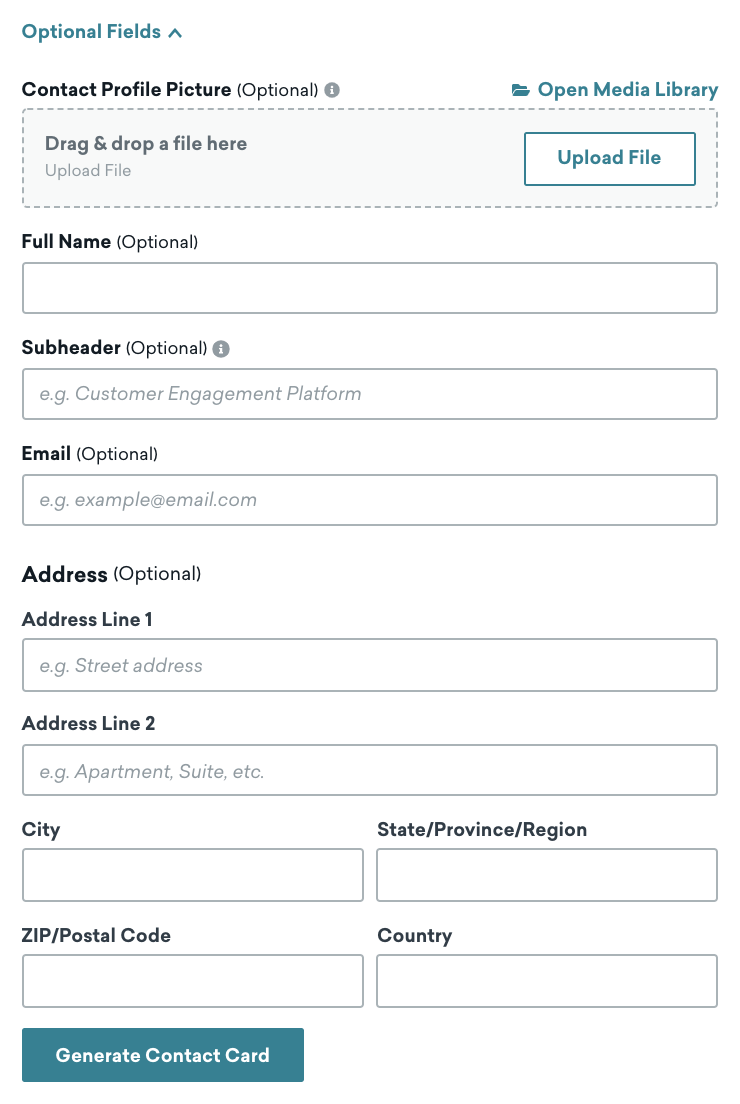 Optional Fields
Contact Profile Picture (Optional) Open Media Library
Drag & drop a file here
Upload File
Upload File
Full Name (Optional)
Subheader (Optional)
e.g. Customer Engagement Platform
Email (Optional)
e.g. example@email.com
Address (Optional)
Address Line 1
e.g. Street address
Address Line 2
e.g. Apartment, Suite, etc.
City State/Province/Region
ZIP/Postal Code Country
Generate Contact Card